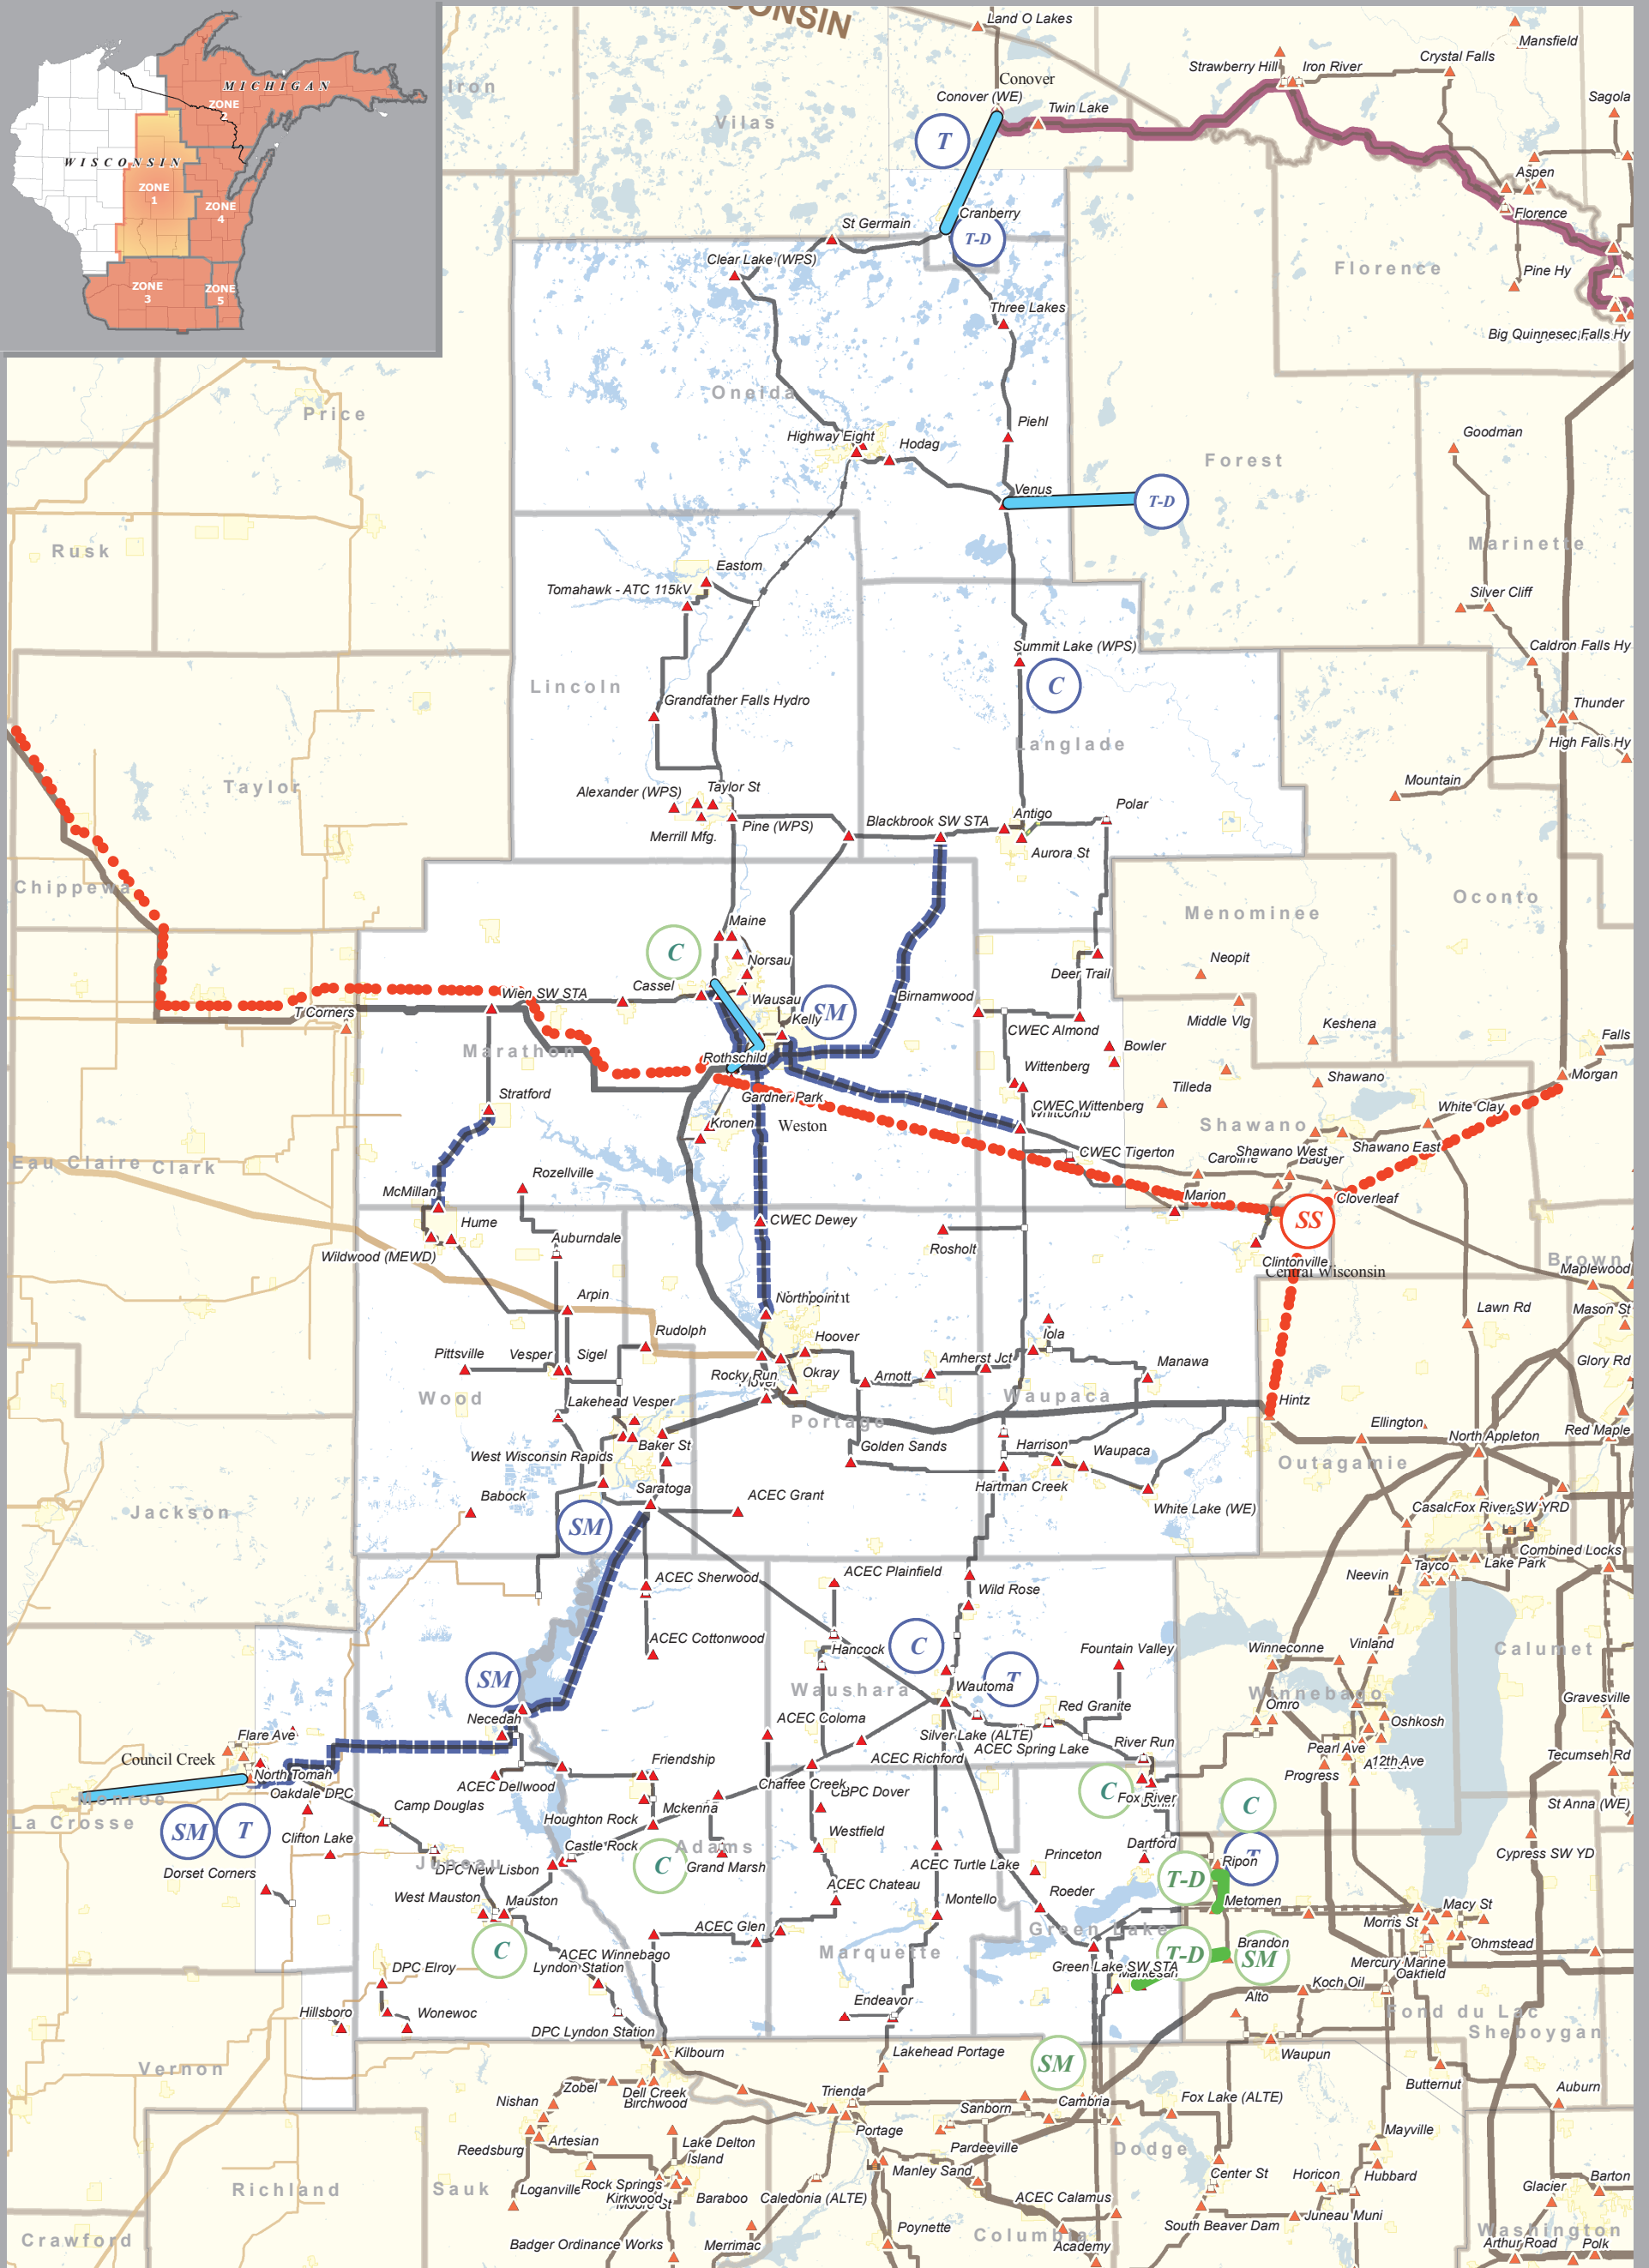 CONSIN
MICHIGAN
WISCONSIN
ZONE
2
ZONE
1
ZONE
4
ZONE
3
ZONE
5
Land O Lakes
Mansfield
Crystal Falls
Strawberry Hill
Iron River
Iron
Conover
Conover (WE)
Twin Lake
Sagola
Vilas
T
Aspen
Florence
Cranberry
St Germain
T-D
Clear Lake (WPS)
Florence
Pine Hy
Three Lakes
Big Quinnesec Falls Hy
Oneida
Price
Piehl
Highway Eight
Hodag
Goodman
Forest
Venus
T-D
Rusk
Marinette
Eastom
Tomahawk - ATC 115kV
Silver Cliff
Summit Lake (WPS)
Caldron Falls Hy
Lincoln
C
Grandfather Falls Hydro
Thunder
Langlade
High Falls Hy
Taylor
Alexander (WPS)
Taylor St
Mountain
Polar
Antigo
Blackbrook SW STA
Pine (WPS)
Merrill Mfg.
Aurora St
Chippewa
Oconto
Menominee
Maine
C
Norsau
Neopit
Deer Trail
Cassel
Wien SW STA
Wausau
Birnamwood
T Corners
SM
Kelly
CWEC Almond
Middle Vlg
Keshena
Falls
Marathon
Rothschild
Bowler
Wittenberg
Morgan
Shawano
Tilleda
Stratford
Gardner Park
CWEC Wittenberg
White Clay
Kronen
Weston
Shawano
Shawano East
Shawano West
CWEC Tigerton
Caroline
Badger
Eau Claire
Clark
Rozellville
McMillan
Marion
Cloverleaf
Hume
CWEC Dewey
SS
Auburndale
Rosholt
Wildwood (MEWD)
Clintonville
Brown
Central Wisconsin
Maplewood
Arpin
Northpoint
Lawn Rd
Mason St
Rudolph
Hoover
Iola
Pittsville
Vesper
Sigel
Amherst Jct
Manawa
Glory Rd
Rocky Run
Okray
Arnott
Wood
Waupaca
Lakehead Vesper
Hintz
Portage
Ellington
Red Maple
Baker St
Golden Sands
Harrison
Waupaca
North Appleton
West Wisconsin Rapids
Outagamie
Hartman Creek
Saratoga
Babock
ACEC Grant
White Lake (WE)
Jackson
Fox River SW YRD
SM
Combined Locks
Tayco
Lake Park
ACEC Sherwood
ACEC Plainfield
Neevin
Wild Rose
ACEC Cottonwood
C
Hancock
Fountain Valley
Winneconne
Vinland
Calumet
SM
T
Wautoma
Waushara
Winnebago
Gravesville
Necedah
ACEC Coloma
Red Granite
Omro
Oshkosh
Flare Ave
Silver Lake (ALTE)
Council Creek
ACEC Spring Lake
River Run
Pearl Ave
12th Ave
Tecumseh Rd
Friendship
ACEC Richford
North Tomah
ACEC Dellwood
Chaffee Creek
Progress
Monroe
Oakdale DPC
CBPC Dover
C
Fox River
C
St Anna (WE)
La Crosse
Camp Douglas
Mckenna
SM
T
Houghton Rock
Westfield
Clifton Lake
Castle Rock
Adams
Dartford
Cypress SW YD
Juneau
C
Grand Marsh
ACEC Turtle Lake
Princeton
T
Ripon
Dorset Corners
DPC New Lisbon
T-D
ACEC Chateau
West Mauston
Mauston
Montello
Roeder
Metomen
Macy St
Morris St
ACEC Glen
Green Lake
C
Marquette
Ohmstead
ACEC Winnebago
T-D
Brandon
SM
Mercury Marine
DPC Elroy
Lyndon Station
Green Lake SW STA
Markesan
Oakfield
Koch Oil
Hillsboro
Wonewoc
Endeavor
Alto
Fond du Lac
DPC Lyndon Station
Sheboygan
Kilbourn
Lakehead Portage
SM
Waupun
Vernon
Butternut
Zobel
Dell Creek
Trienda
Auburn
Nishan
Birchwood
Sanborn
Cambria
Fox Lake (ALTE)
Portage
Artesian
Lake Delton
Mayville
Reedsburg
Pardeeville
Dodge
Island
Manley Sand
Center St
Horicon
Hubbard
Barton
Richland
Sauk
Loganville
Rock Springs
Kirkwood
Baraboo
Caledonia (ALTE)
ACEC Calamus
Glacier
South Beaver Dam
Juneau Muni
Crawford
Poynette
Columbia
Washington
Badger Ordinance Works
Merrimac
Academy
Arthur Road
Polk